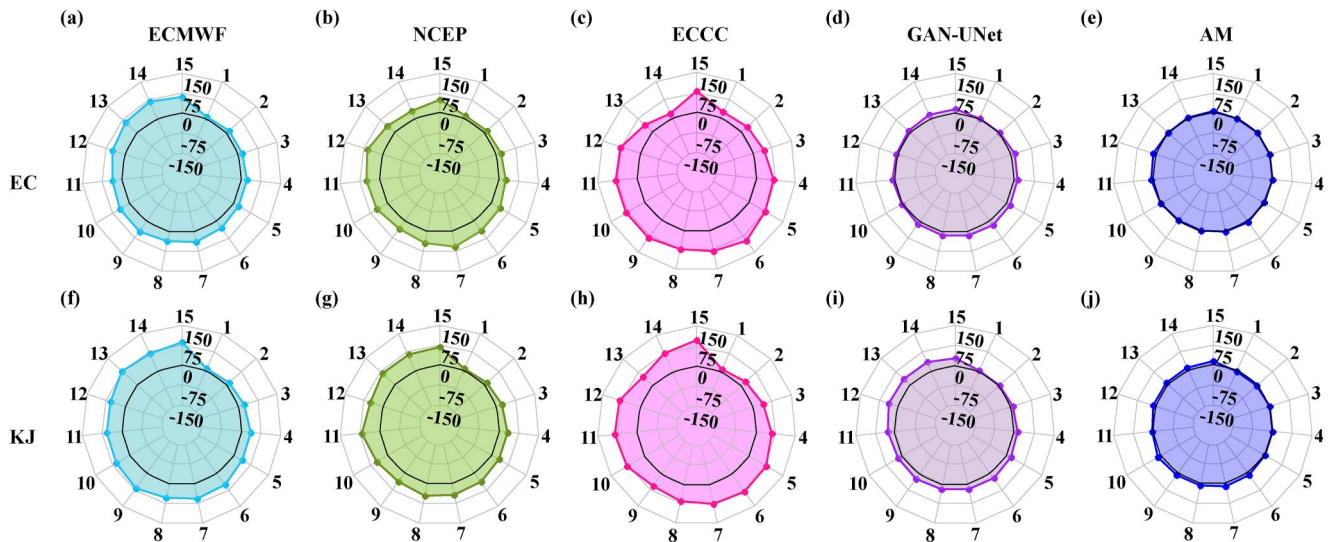 (a) (b) (c) (d) (e)
ECMWF NCEP ECCC GAN-UNet AM
15 15 15 15 15
14 1 14 1 14 1 14 1 14 1
150 150 150 150 150
13 2 13 2 13 2 13 2 13 2
75 75 75 75 75
0 0 0 0 0
12 3 12 3 12 3 12 3 12 3
-75 -75 -75 -75 -75
-150 -150 -150 -150 -150
EC 11 4 11 4 11 4 11 4 11 4
10 5 10 5 10 5 10 5 10 5
9 6 9 6 9 6 9 6 9 6
8 7 8 7 8 7 8 7 8 7
(f) (g) (h) (i) (j)
15 15 15 15 15
14 1 14 1 14 1 14 1 14 1
150 150 150 150 150
13 2 13 2 13 2 13 2 13 2
75 75 75 75 75
0 0 0 0 0
12 3 12 3 12 3 12 3 12 3
-75 -75 -75 -75 -75
-150 -150 -150 -150 -150
KJ 11 4 11 4 11 4 11 4 11 4
10 5 10 5 10 5 10 5 10 5
9 6 9 6 9 6 9 6 9 6
8 7 8 7 8 7 8 7 8 7